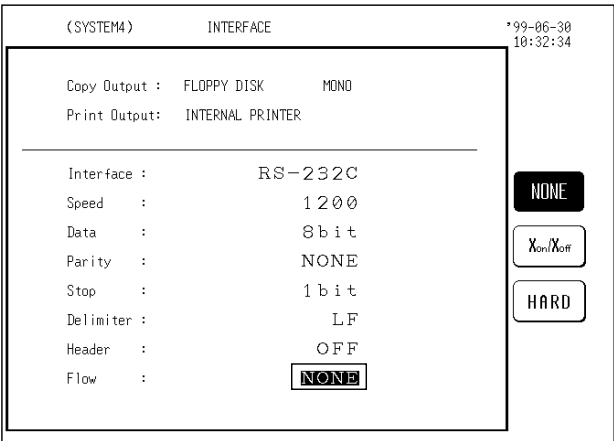 (SYSTEM4) INTERFACE '99-06-30
10:32:34
Copy Output : FLOPPY DISK MONO
Print Output: INTERNAL PRINTER
Interface : RS-232C
Speed : 1200
Data : 8bit
Parity : NONE
Stop : 1bit
Delimiter : LF
Header : OFF
Flow : NONE
NONE
Xon/Xoff
HARD